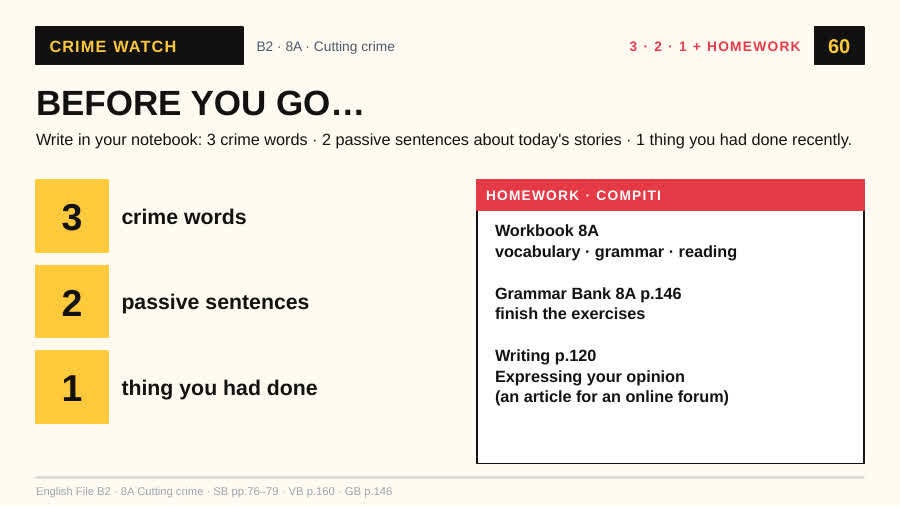 CRIME WATCH
B2 · 8A · Cutting crime
3 · 2 · 1 + HOMEWORK
60
BEFORE YOU GO…
Write in your notebook: 3 crime words · 2 passive sentences about today's stories · 1 thing you had done recently.
3
crime words
2
passive sentences
1
thing you had done
HOMEWORK · COMPITI
Workbook 8A
vocabulary · grammar · reading
Grammar Bank 8A p.146
finish the exercises
Writing p.120
Expressing your opinion
(an article for an online forum)
English File B2 · 8A Cutting crime · SB pp.76–79 · VB p.160 · GB p.146